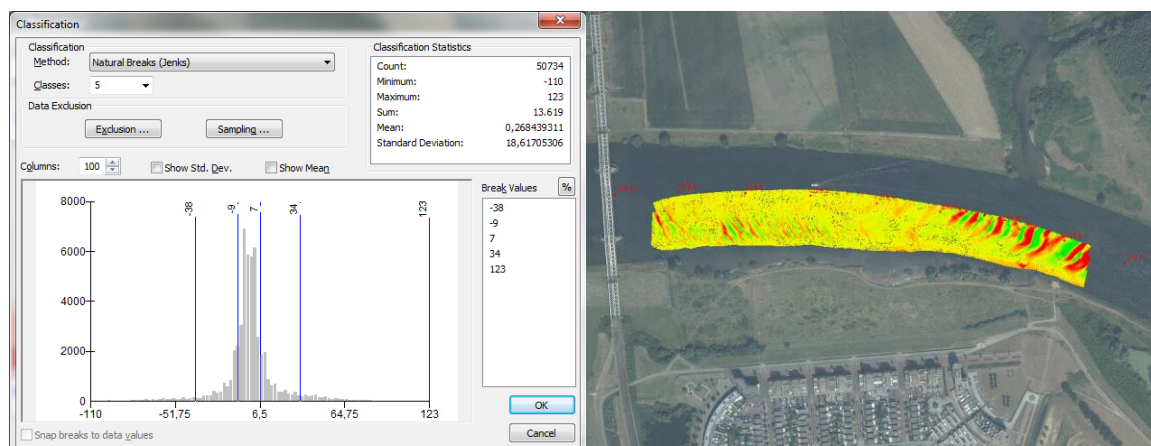 Classification
Classification
Method: Natural Breaks (Jenks)
Classes: 5
Data Exclusion
Exclusion ...
Sampling ...
Classification Statistics
Count: 50734
Minimum: -110
Maximum: 123
Sum: 13.619
Mean: 0,268439311
Standard Deviation: 18,61705306
Columns: 100
Show Std. Dev.
Show Mean
Break Values
%
-38
-9
7
34
123
8000
6000
4000
2000
0
-110
-51,75
6,5
64,75
123
-38
-9
7
34
123
OK
Cancel
Snap breaks to data values